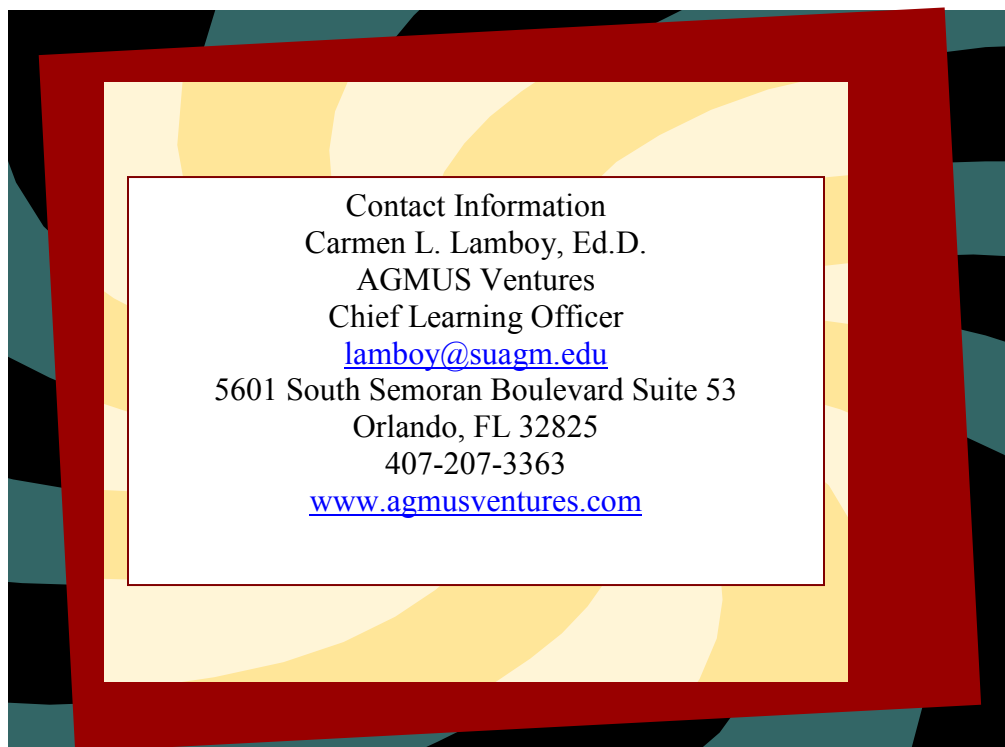 Contact Information
Carmen L. Lamboy, Ed.D.
AGMUS Ventures
Chief Learning Officer
lamboy@suagm.edu
5601 South Semoran Boulevard Suite 53
Orlando, FL 32825
407-207-3363
www.agmusventures.com